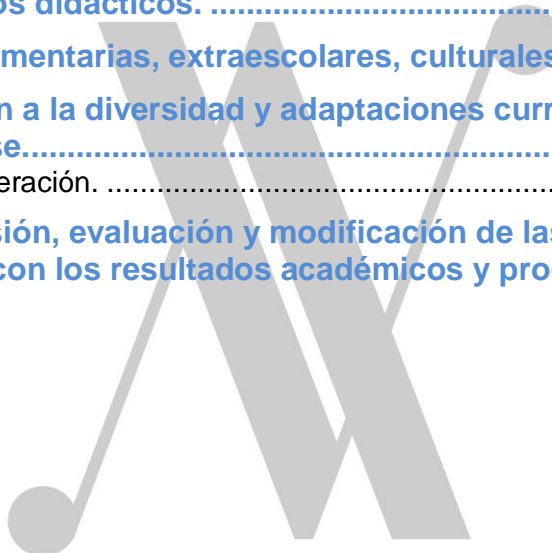 os didácticos. ........................................
mentarias, extraescolares, culturales
n a la diversidad y adaptaciones curr
se................................................................
eración. ......................................................
sión, evaluación y modificación de las
con los resultados académicos y pro